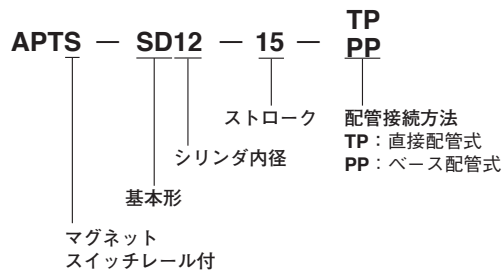 TP
APTS — SD12 — 15 — PP
ストローク
配管接続方法
TP：直接配管式
PP：ベース配管式
シリンダ内径
基本形
マグネット
スイッチレール付